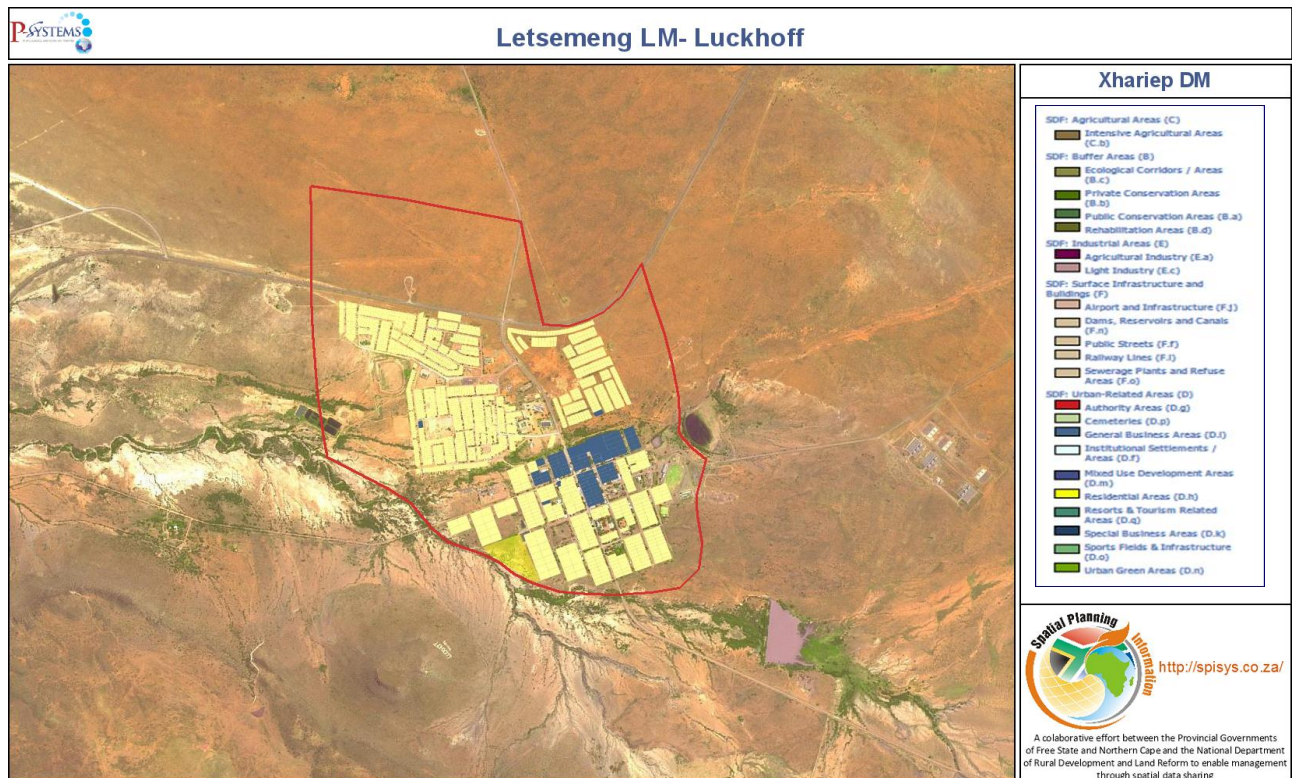 P-SYSTEMS
Letsemeng LM- Luckhoff
Xhariep DM
SDF: Agricultural Areas (C)
Intensive Agricultural Areas
(C.b)
SDF: Buffer Areas (B)
Ecological Corridors / Areas
(B.c)
Private Conservation Areas
(B.b)
Public Conservation Areas (B.a)
Rehabilitation Areas (B.d)
SDF: Industrial Areas (E)
Agricultural Industry (E.a)
Light Industry (E.c)
SDF: Surface Infrastructure and
Buildings (F)
Airport and Infrastructure (F.j)
Dams, Reservoirs and Canals
(F.n)
Public Streets (F.f)
Railway Lines (F.i)
Sewerage Plants and Refuse
Areas (F.o)
SDF: Urban-Related Areas (D)
Authority Areas (D.g)
Cemeteries (D.p)
General Business Areas (D.l)
Institutional Settlements /
Areas (D.f)
Mixed Use Development Areas
(D.m)
Residential Areas (D.h)
Resorts & Tourism Related
Areas (D.q)
Special Business Areas (D.k)
Sports Fields & Infrastructure
(D.o)
Urban Green Areas (D.n)
Spatial Planning
Information
http://spisys.co.za/
A collaborative effort between the Provincial Governments
of Free State and Northern Cape and the National Department
of Rural Development and Land Reform to enable management
through spatial data sharing